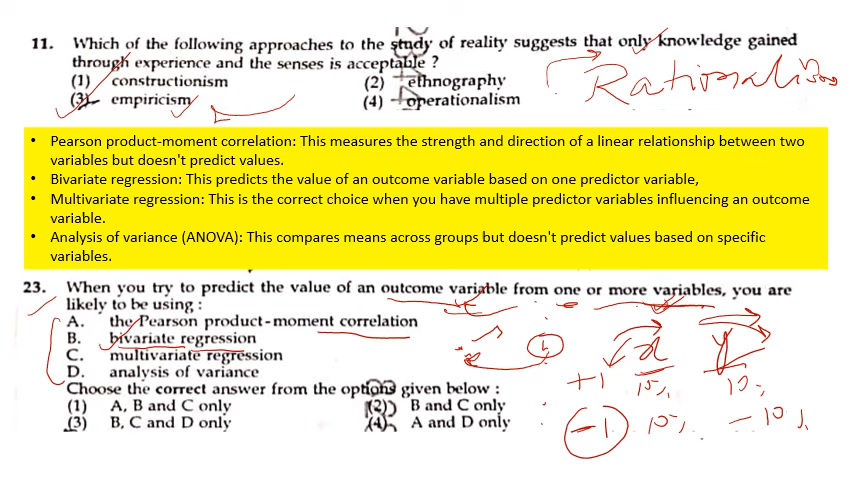 11. Which of the following approaches to the study of reality suggests that only knowledge gained
through experience and the senses is acceptable ?
(1) constructionism (2) ethnography
(3) empiricism (4) operationalism
Rationalism
• Pearson product-moment correlation: This measures the strength and direction of a linear relationship between two
variables but doesn't predict values.
• Bivariate regression: This predicts the value of an outcome variable based on one predictor variable,
• Multivariate regression: This is the correct choice when you have multiple predictor variables influencing an outcome
variable.
• Analysis of variance (ANOVA): This compares means across groups but doesn't predict values based on specific
variables.
23. When you try to predict the value of an outcome variable from one or more variables, you are
likely to be using :
A. the Pearson product-moment correlation
B. bivariate regression
C. multivariate regression
D. analysis of variance
Choose the correct answer from the options given below :
(1) A, B and C only (2) B and C only
(3) B, C and D only (4) A and D only
x y
+1 10% 10%
-1 10% - 10%